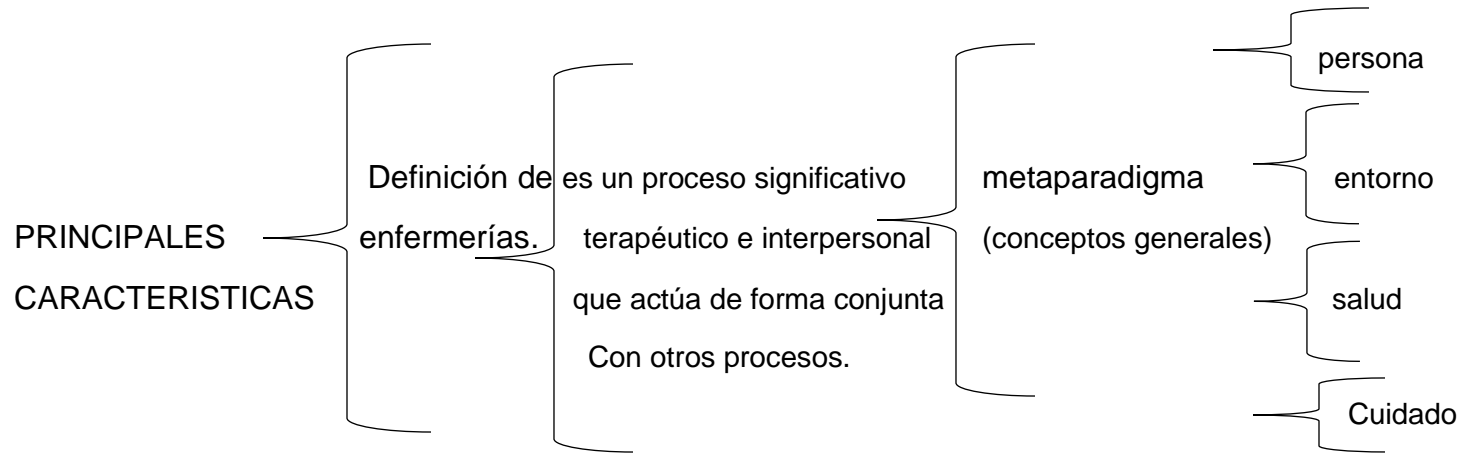 PRINCIPALES
CARACTERISTICAS
Definición de
enfermerías.
es un proceso significativo
terapéutico e interpersonal
que actúa de forma conjunta
Con otros procesos.
metaparadigma
(conceptos generales)
persona
entorno
salud
Cuidado